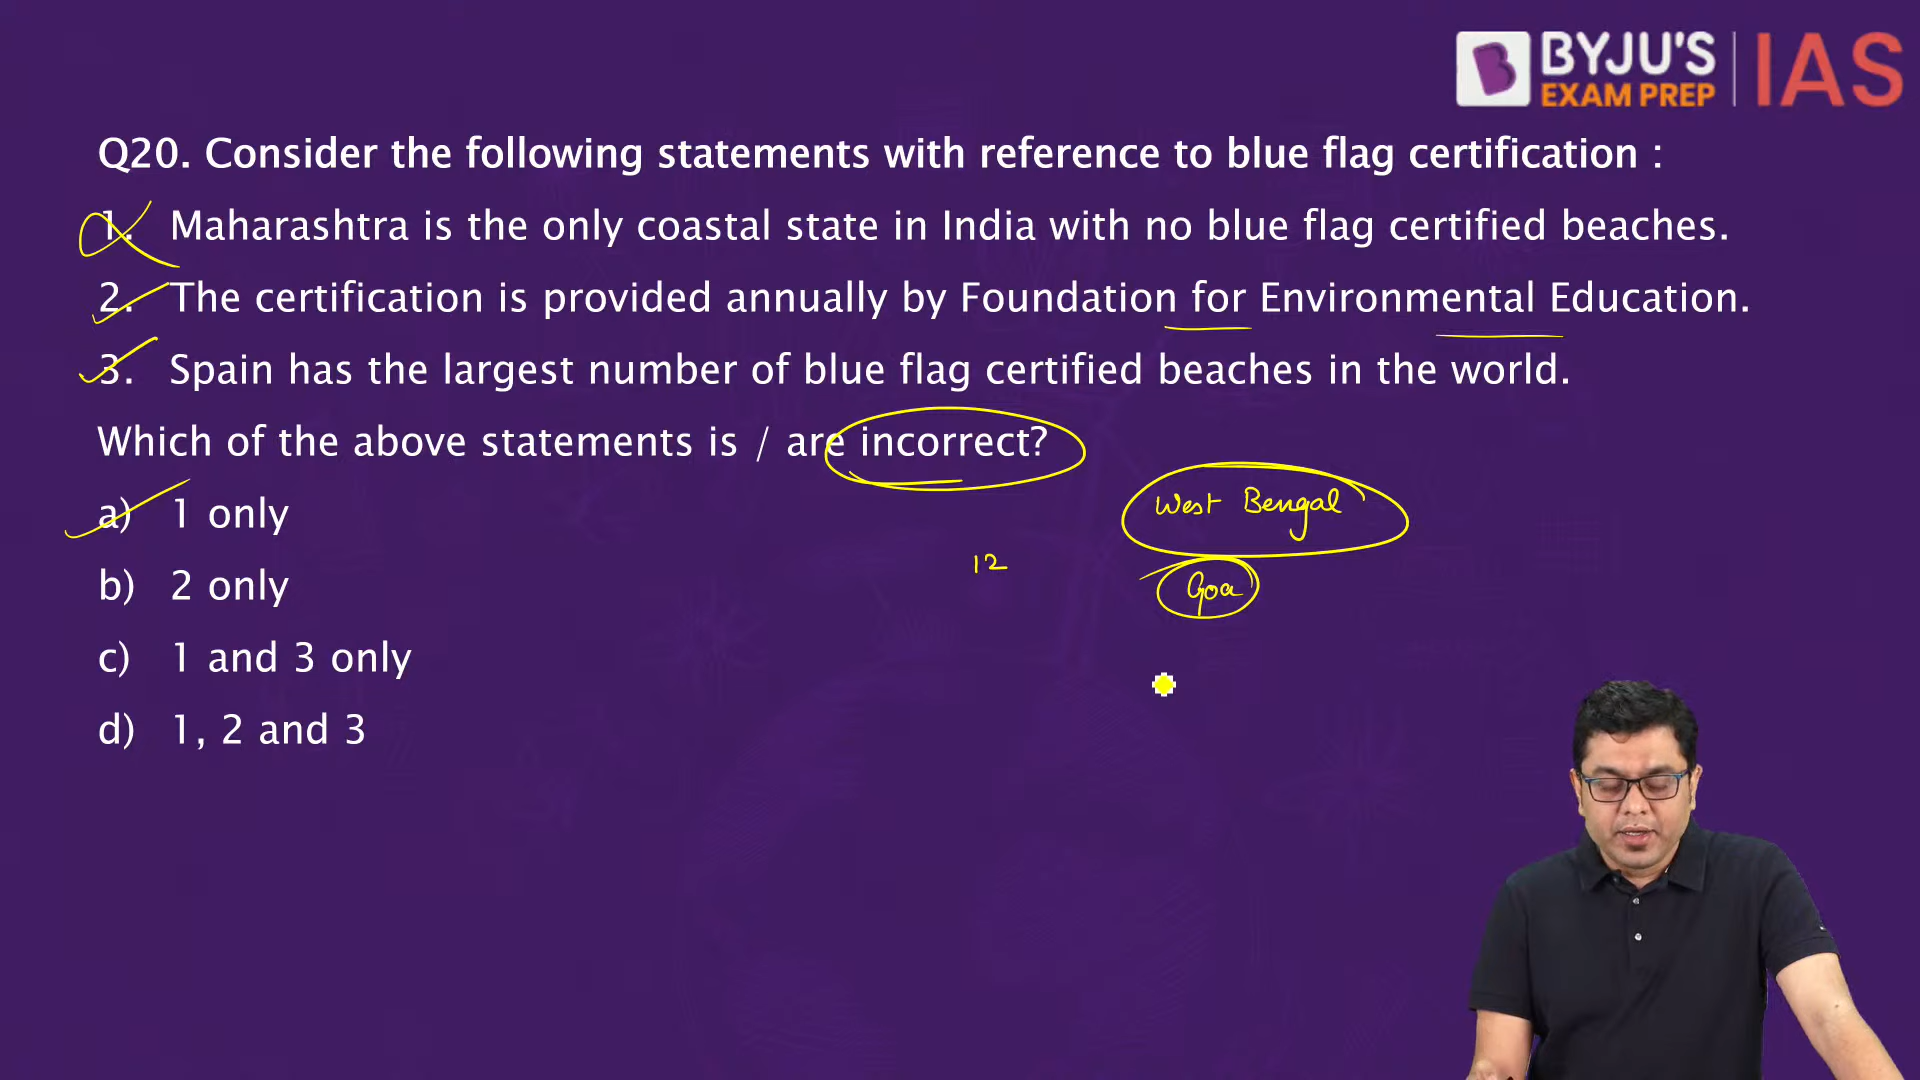 BYJU'S
EXAM PREP
IAS
Q20. Consider the following statements with reference to blue flag certification :
1. Maharashtra is the only coastal state in India with no blue flag certified beaches.
2. The certification is provided annually by Foundation for Environmental Education.
3. Spain has the largest number of blue flag certified beaches in the world.
Which of the above statements is / are incorrect?
a) 1 only
West Bengal
12
b) 2 only
Goa
c) 1 and 3 only
d) 1, 2 and 3